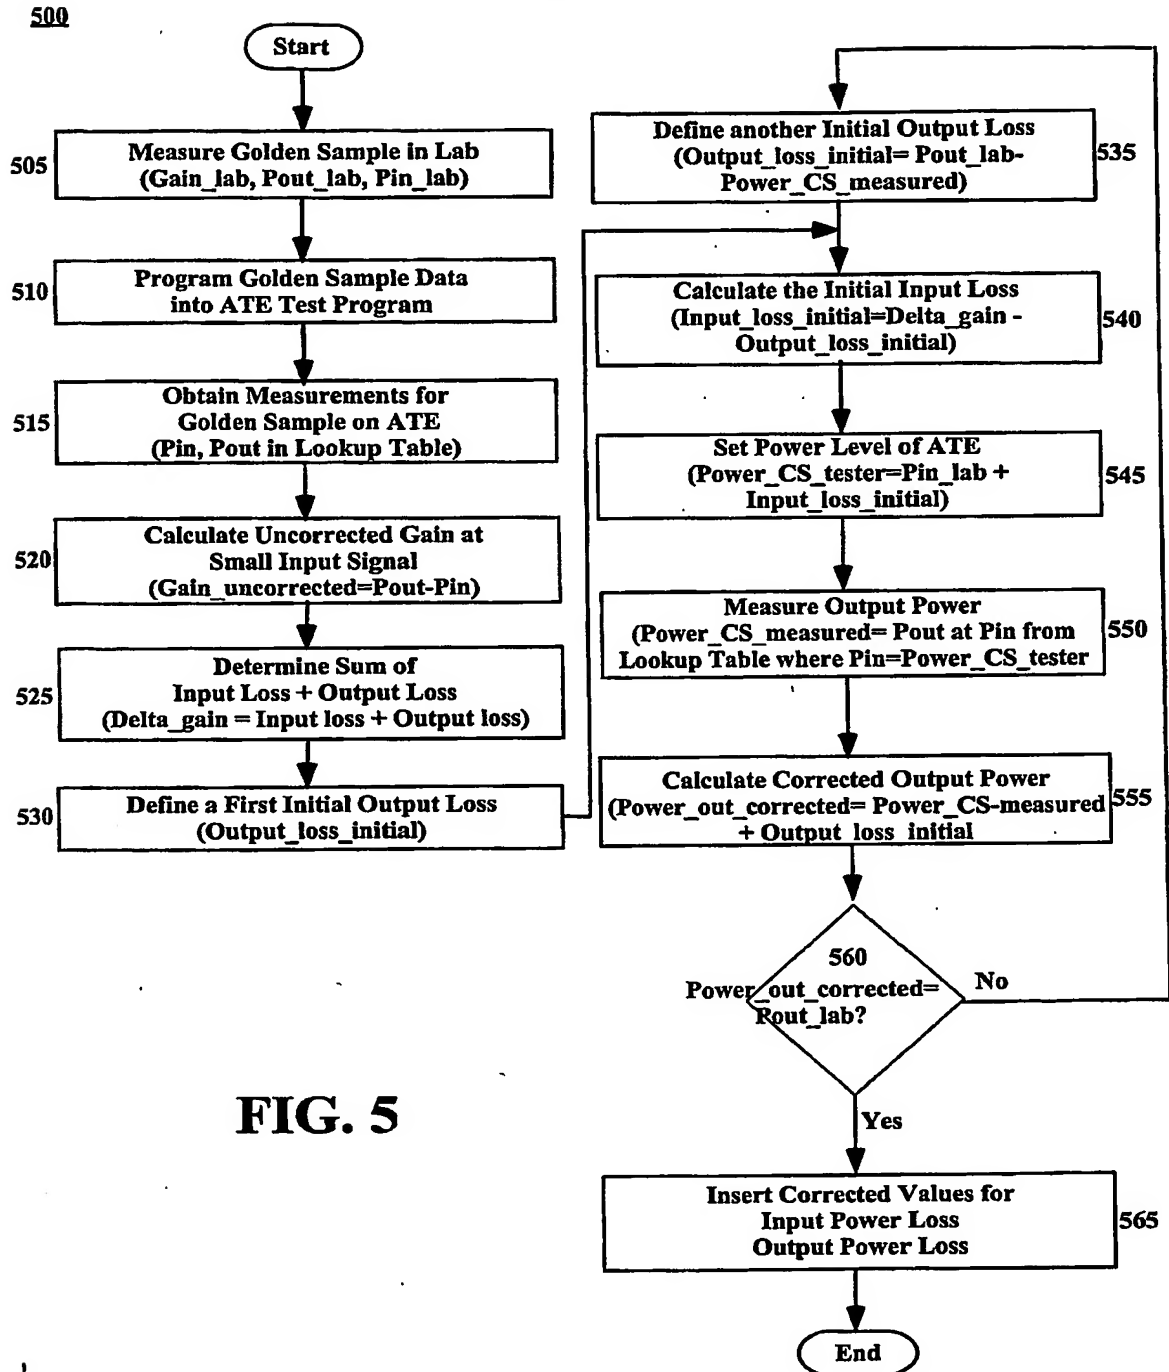 500
Start
505
Measure Golden Sample in Lab
(Gain_lab, Pout_lab, Pin_lab)
510
Program Golden Sample Data
into ATE Test Program
515
Obtain Measurements for
Golden Sample on ATE
(Pin, Pout in Lookup Table)
520
Calculate Uncorrected Gain at
Small Input Signal
(Gain_uncorrected=Pout-Pin)
525
Determine Sum of
Input Loss + Output Loss
(Delta_gain = Input loss + Output loss)
530
Define a First Initial Output Loss
(Output_loss_initial)
Define another Initial Output Loss
(Output_loss_initial= Pout_lab-
Power_CS_measured)
535
Calculate the Initial Input Loss
(Input_loss_initial=Delta_gain -
Output_loss_initial)
540
Set Power Level of ATE
(Power_CS_tester=Pin_lab +
Input_loss_initial)
545
Measure Output Power
(Power_CS_measured= Pout at Pin from
Lookup Table where Pin=Power_CS_tester
550
Calculate Corrected Output Power
(Power_out_corrected= Power_CS-measured
+ Output_loss_initial
555
560
Power_out_corrected=
Pout_lab?
No
Yes
Insert Corrected Values for
Input Power Loss
Output Power Loss
565
End
FIG. 5